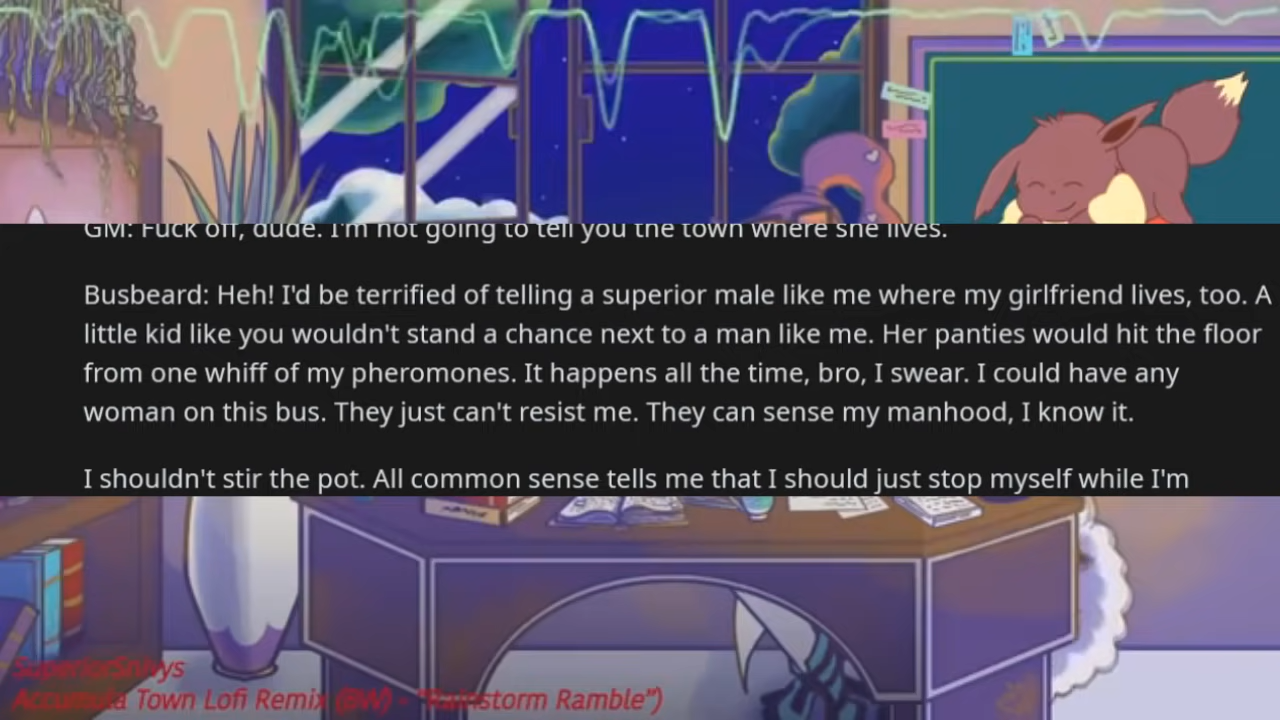 GM: Fuck off, dude. I'm not going to tell you the town where she lives.
Busbeard: Heh! I'd be terrified of telling a superior male like me where my girlfriend lives, too. A
little kid like you wouldn't stand a chance next to a man like me. Her panties would hit the floor
from one whiff of my pheromones. It happens all the time, bro, I swear. I could have any
woman on this bus. They just can't resist me. They can sense my manhood, I know it.
I shouldn't stir the pot. All common sense tells me that I should just stop myself while I'm
SuperiorSnivys
Accumula Town Lofi Remix (BW) - "Rainstorm Ramble")